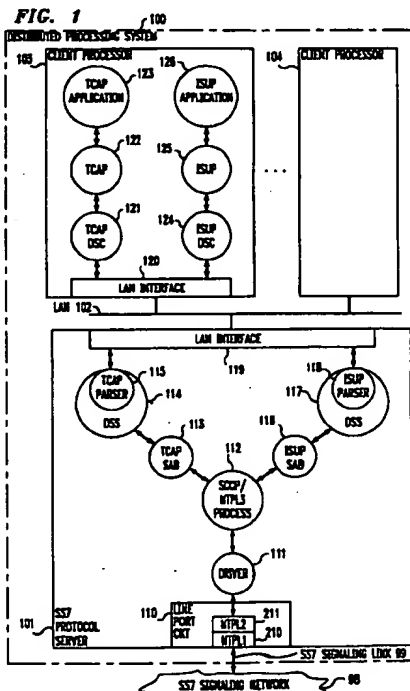 FIG. 1
100
DISTRIBUTED PROCESSING SYSTEM
103
CLIENT PROCESSOR
104
CLIENT PROCESSOR
123
126
TCAP
APPLICATION
ISUP
APPLICATION
122
125
TCAP
ISUP
121
124
TCAP
DSC
ISUP
DSC
120
LAN INTERFACE
...
LAN 102
LAN INTERFACE
119
115
118
TCAP
PARSER
114
117
ISUP
PARSER
DSS
DSS
113
116
TCAP
SAB
112
ISUP
SAB
SCCP/
MTPL3
PROCESS
111
DRIVER
110
LINE
PORT
CKT
211
MTPL2
210
MTPL1
101
SS7
PROTOCOL
SERVER
SS7 SIGNALING LINK 99
SS7 SIGNALING NETWORK
98